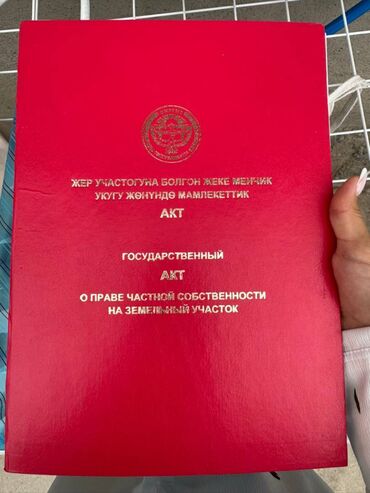 ЖЕР УЧАСТОГУНА БОЛГОН ЖЕКЕ МЕНЧИК
УКУГУ ЖӨНҮНДӨ МАМЛЕКЕТТИК
АКТ
ГОСУДАРСТВЕННЫЙ
АКТ
О ПРАВЕ ЧАСТНОЙ СОБСТВЕННОСТИ
НА ЗЕМЕЛЬНЫЙ УЧАСТОК